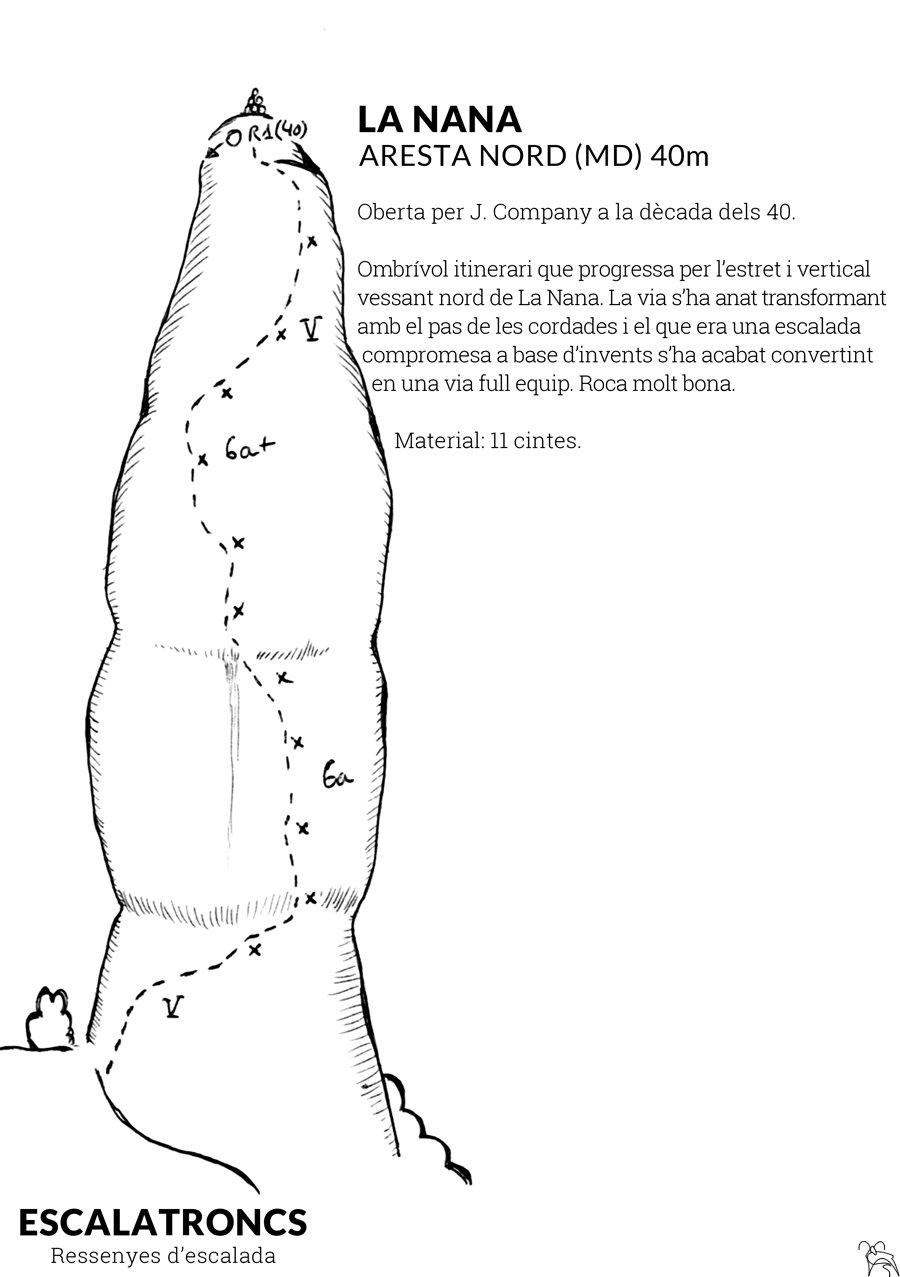 LA NANA
ARESTA NORD (MD) 40m
Oberta per J. Company a la dècada dels 40.
Ombrívol itinerari que progressa per l’estret i vertical
vessant nord de La Nana. La via s’ha anat transformant
amb el pas de les cordades i el que era una escalada
compromesa a base d’invents s’ha acabat convertint
en una via full equip. Roca molt bona.
Material: 11 cintes.
R1(40)
V
6a+
6a
V
ESCALATRONCS
Ressenyes d’escalada